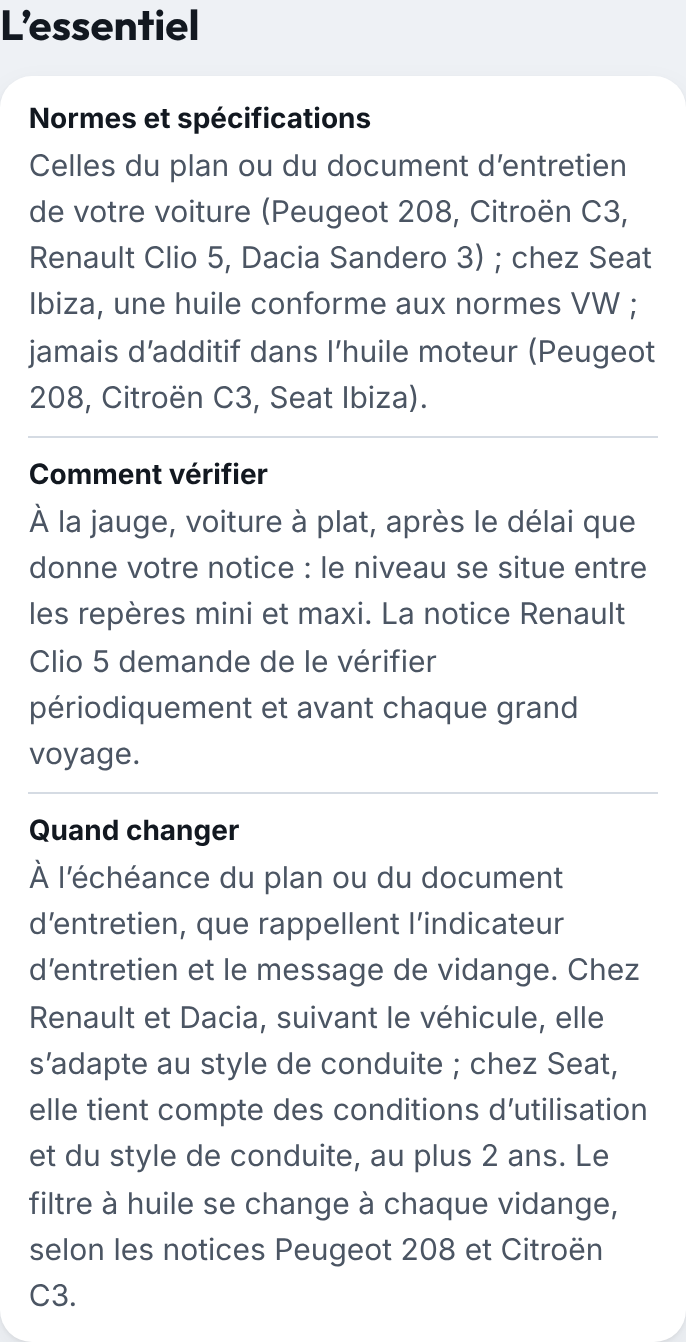 L’essentiel
Normes et spécifications
Celles du plan ou du document d’entretien
de votre voiture (Peugeot 208, Citroën C3,
Renault Clio 5, Dacia Sandero 3) ; chez Seat
Ibiza, une huile conforme aux normes VW ;
jamais d’additif dans l’huile moteur (Peugeot
208, Citroën C3, Seat Ibiza).
Comment vérifier
À la jauge, voiture à plat, après le délai que
donne votre notice : le niveau se situe entre
les repères mini et maxi. La notice Renault
Clio 5 demande de le vérifier
périodiquement et avant chaque grand
voyage.
Quand changer
À l’échéance du plan ou du document
d’entretien, que rappellent l’indicateur
d’entretien et le message de vidange. Chez
Renault et Dacia, suivant le véhicule, elle
s’adapte au style de conduite ; chez Seat,
elle tient compte des conditions d’utilisation
et du style de conduite, au plus 2 ans. Le
filtre à huile se change à chaque vidange,
selon les notices Peugeot 208 et Citroën
C3.